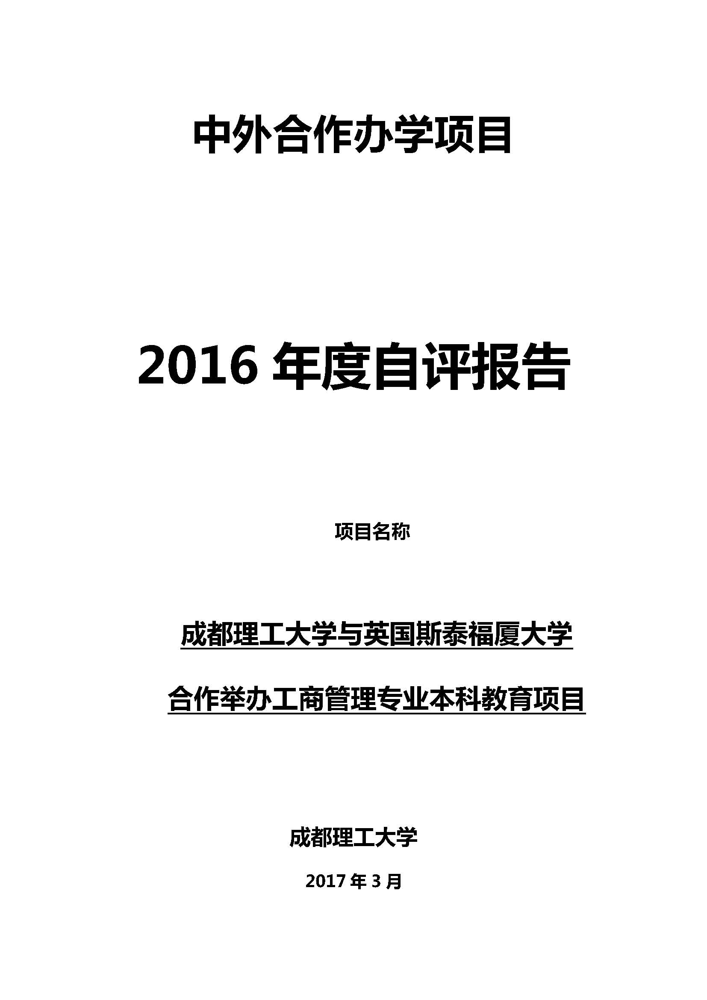 中外合作办学项目
2016 年度自评报告
项目名称
成都理工大学与英国斯泰福厦大学
合作举办工商管理专业本科教育项目
成都理工大学
2017 年 3 月